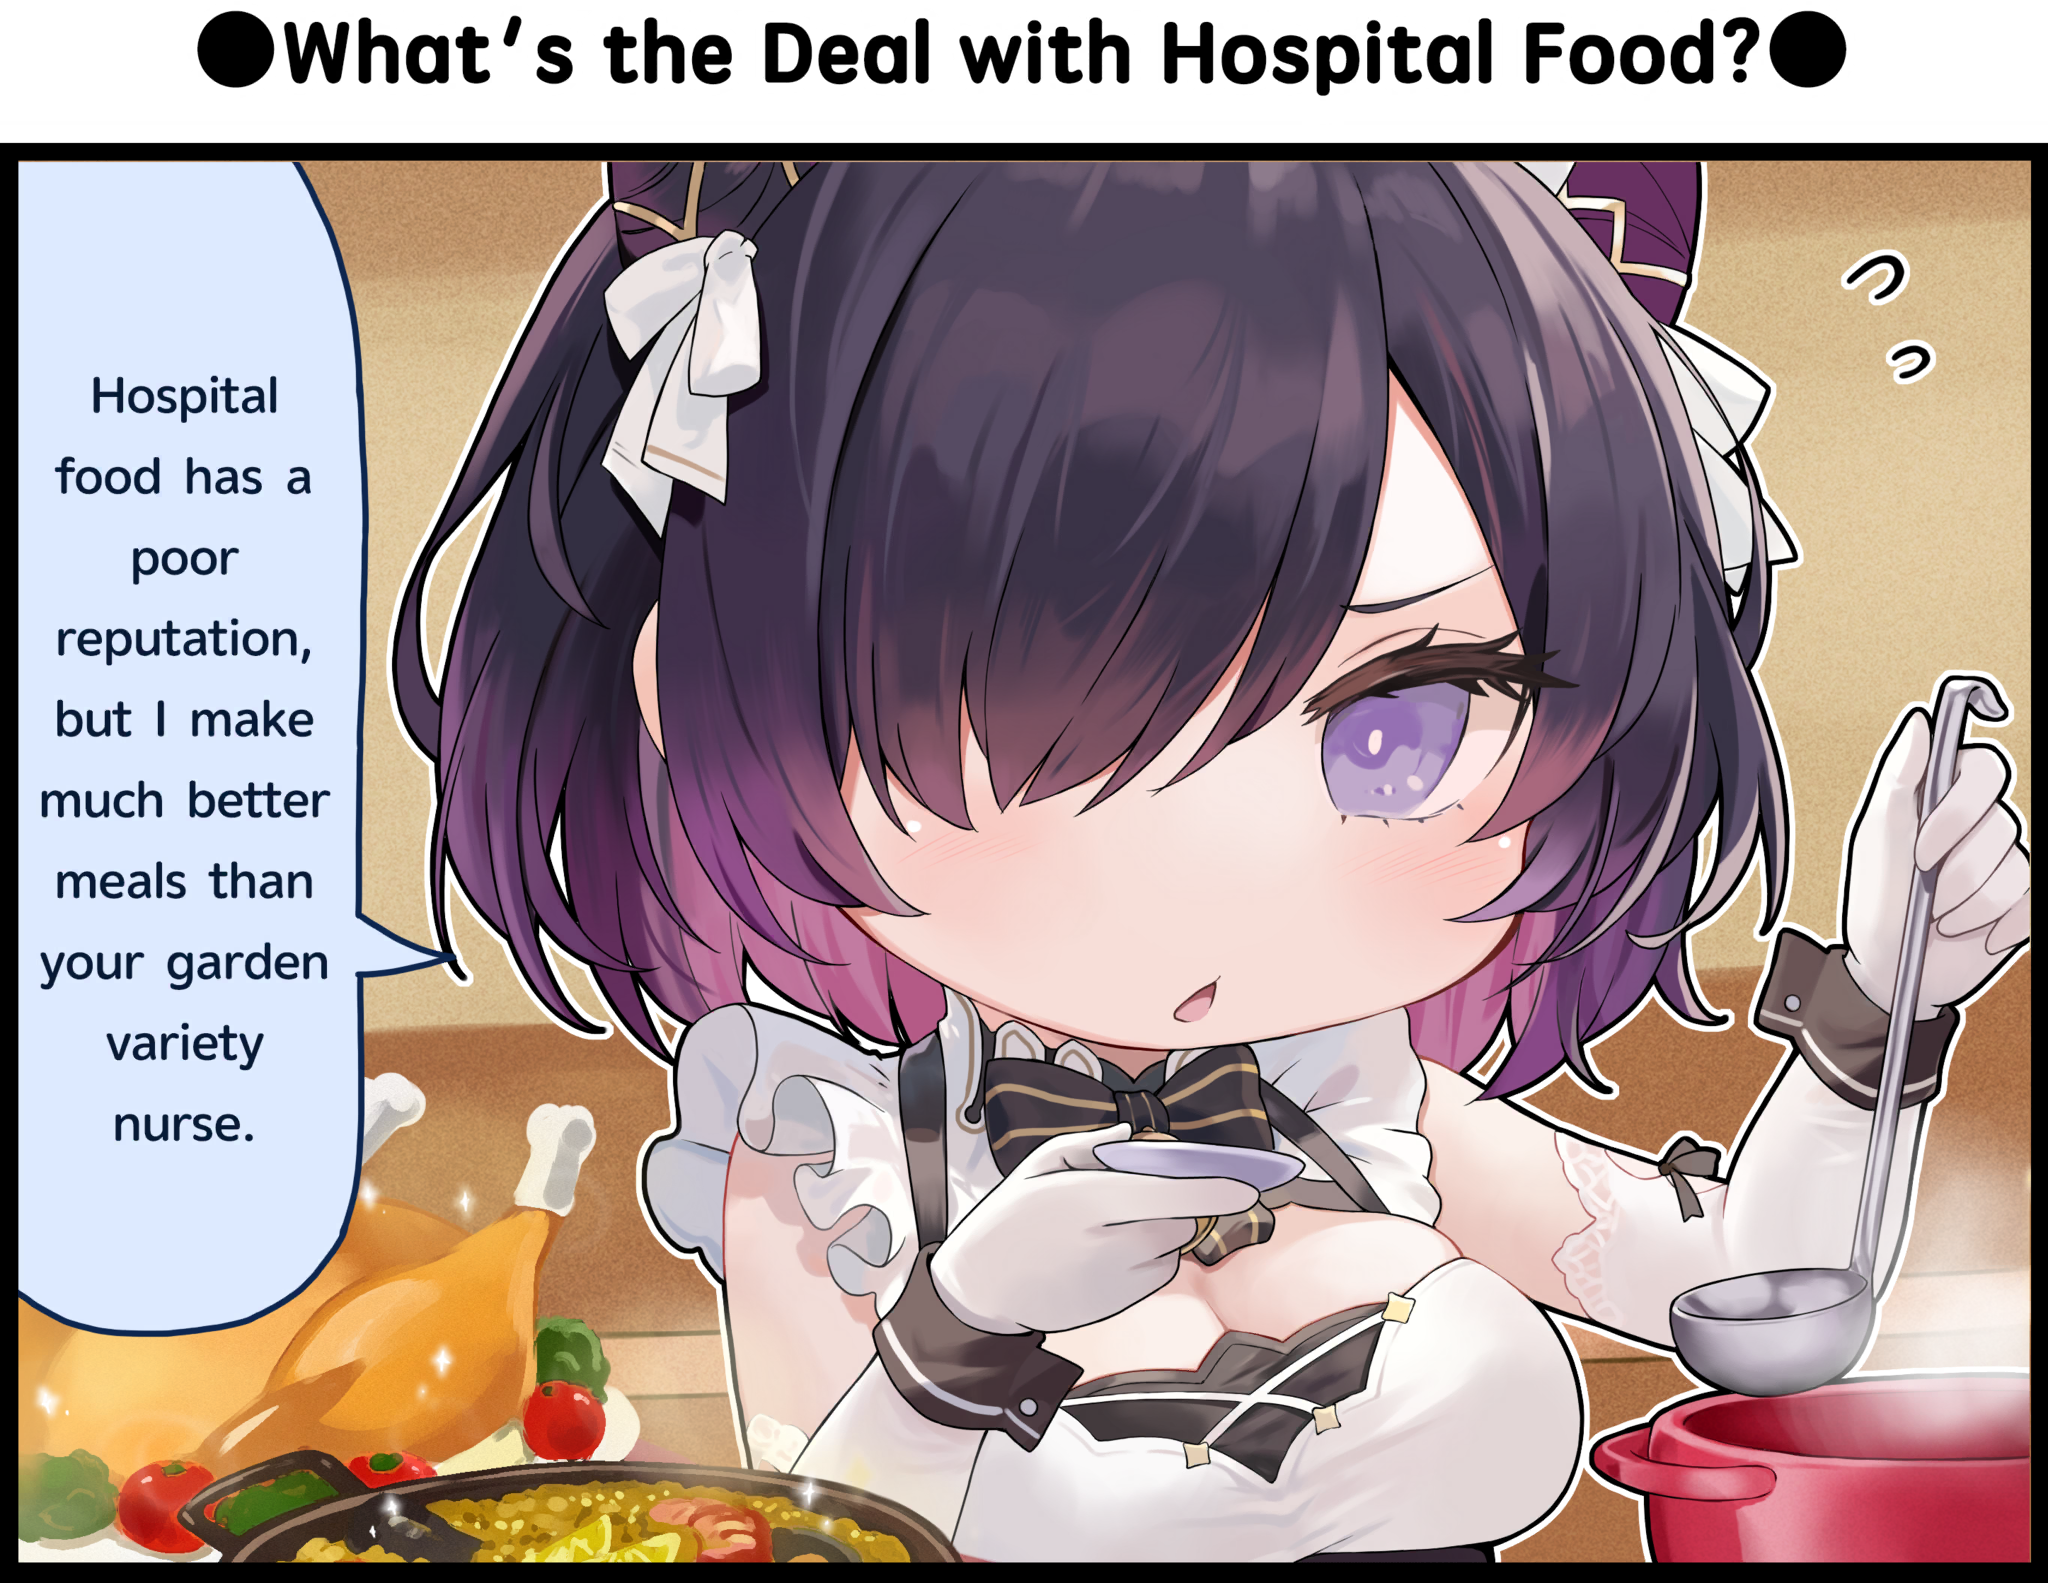 ●What's the Deal with Hospital Food?●
Hospital
food has a
poor
reputation,
but I make
much better
meals than
your garden
variety
nurse.